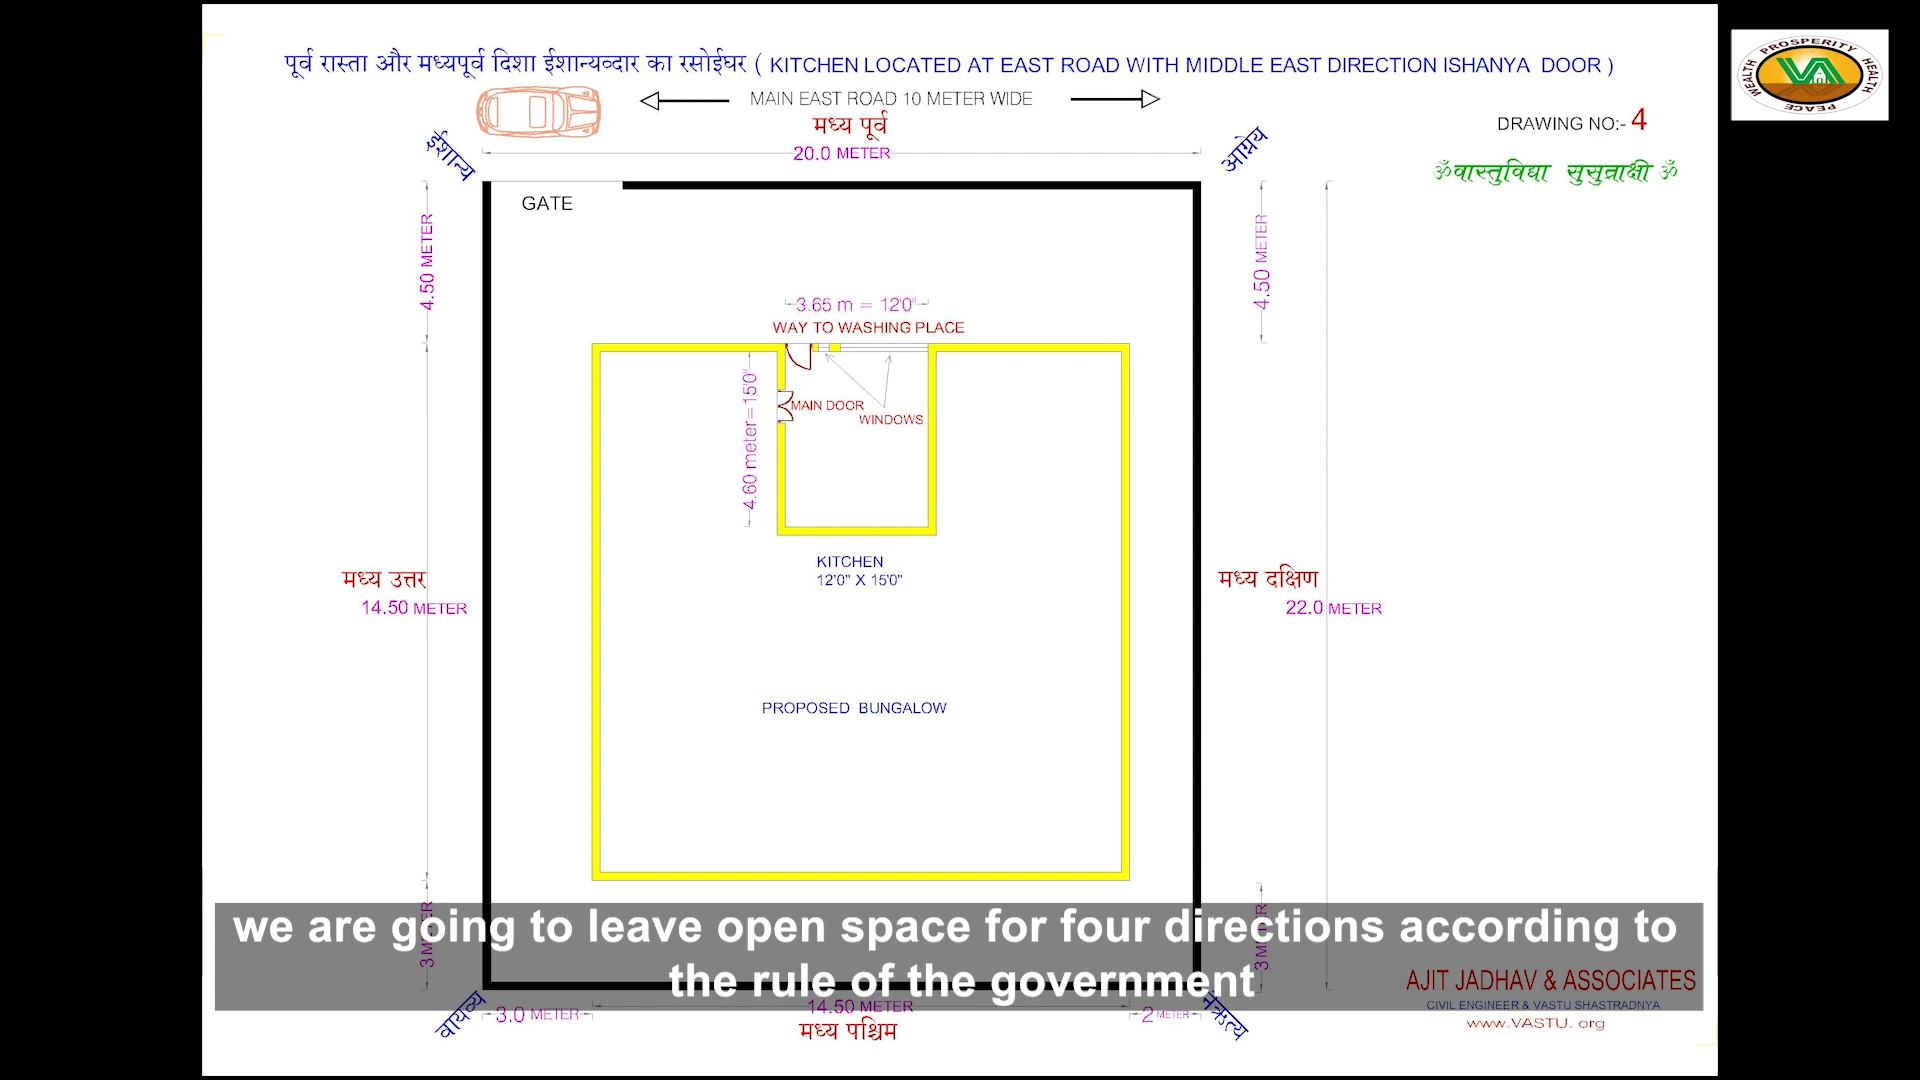 पूर्व रास्ता और मध्यपूर्व दिशा ईशान्यव्दार का रसोईघर ( KITCHEN LOCATED AT EAST ROAD WITH MIDDLE EAST DIRECTION ISHANYA DOOR )
PROSPERITY
WEALTH
HEALTH
PEACE
VA
MAIN EAST ROAD 10 METER WIDE
मध्य पूर्व
DRAWING NO:- 4
20.0 METER
ईशान्य
आग्नेय
ॐवास्तुविद्या सुसुत्राक्षी ॐ
GATE
4.50 METER
4.50 METER
3.65 m = 12'0"
WAY TO WASHING PLACE
4.60 meter=15'0"
MAIN DOOR
WINDOWS
KITCHEN
12'0" X 15'0"
मध्य उत्तर
14.50 METER
मध्य दक्षिण
22.0 METER
PROPOSED BUNGALOW
we are going to leave open space for four directions according to
the rule of the government
AJIT JADHAV & ASSOCIATES
CIVIL ENGINEER & VASTU SHASTRADNYA
www.VASTU. org
वायव्य
3.0 METER
14.50 METER
2 METER
मध्य पश्चिम